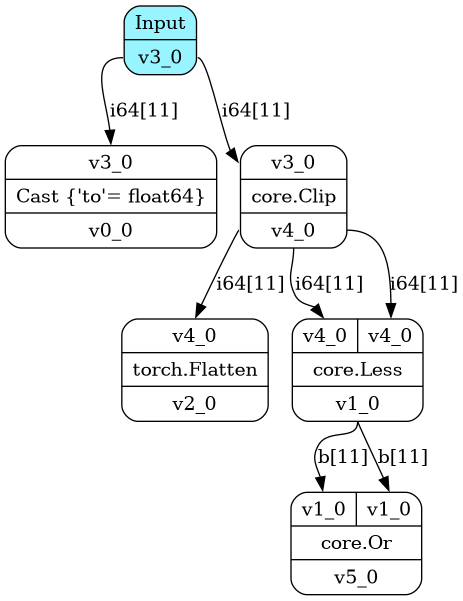 Input
v3_0
i64[11]
i64[11]
v3_0
Cast {'to'= float64}
v0_0
v3_0
core.Clip
v4_0
i64[11]
i64[11]
i64[11]
v4_0
torch.Flatten
v2_0
v4_0 v4_0
core.Less
v1_0
b[11]
b[11]
v1_0 v1_0
core.Or
v5_0